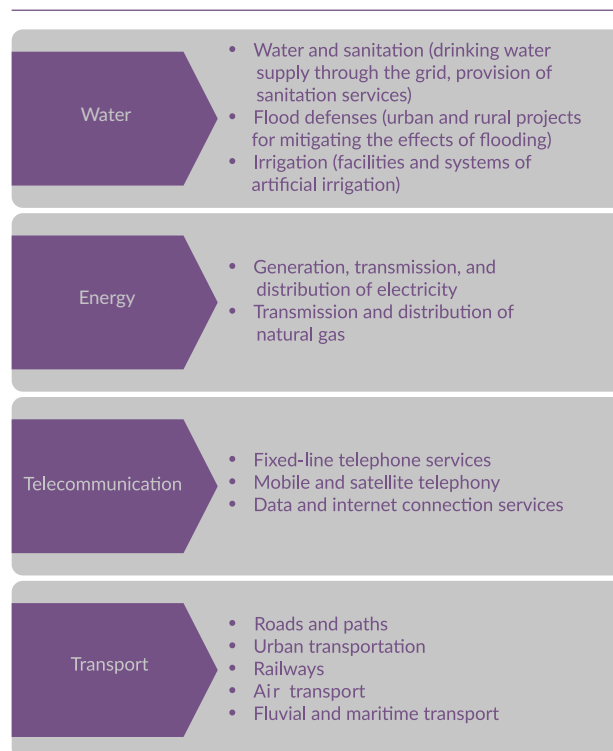 Water
• Water and sanitation (drinking water
supply through the grid, provision of
sanitation services)
• Flood defenses (urban and rural projects
for mitigating the effects of flooding)
• Irrigation (facilities and systems of
artificial irrigation)
Energy
• Generation, transmission, and
distribution of electricity
• Transmission and distribution of
natural gas
Telecommunication
• Fixed-line telephone services
• Mobile and satellite telephony
• Data and internet connection services
Transport
• Roads and paths
• Urban transportation
• Railways
• Air transport
• Fluvial and maritime transport